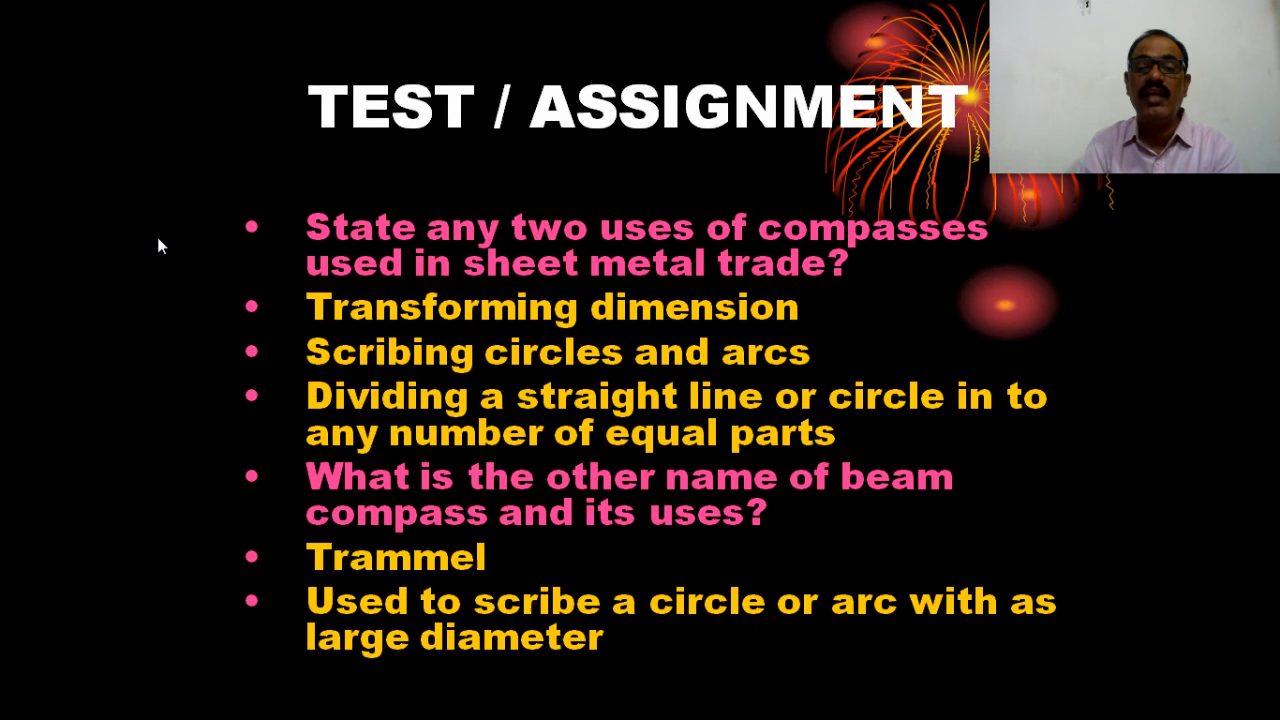 TEST / ASSIGNMENT
• State any two uses of compasses
used in sheet metal trade?
• Transforming dimension
• Scribing circles and arcs
• Dividing a straight line or circle in to
any number of equal parts
• What is the other name of beam
compass and its uses?
• Trammel
• Used to scribe a circle or arc with as
large diameter